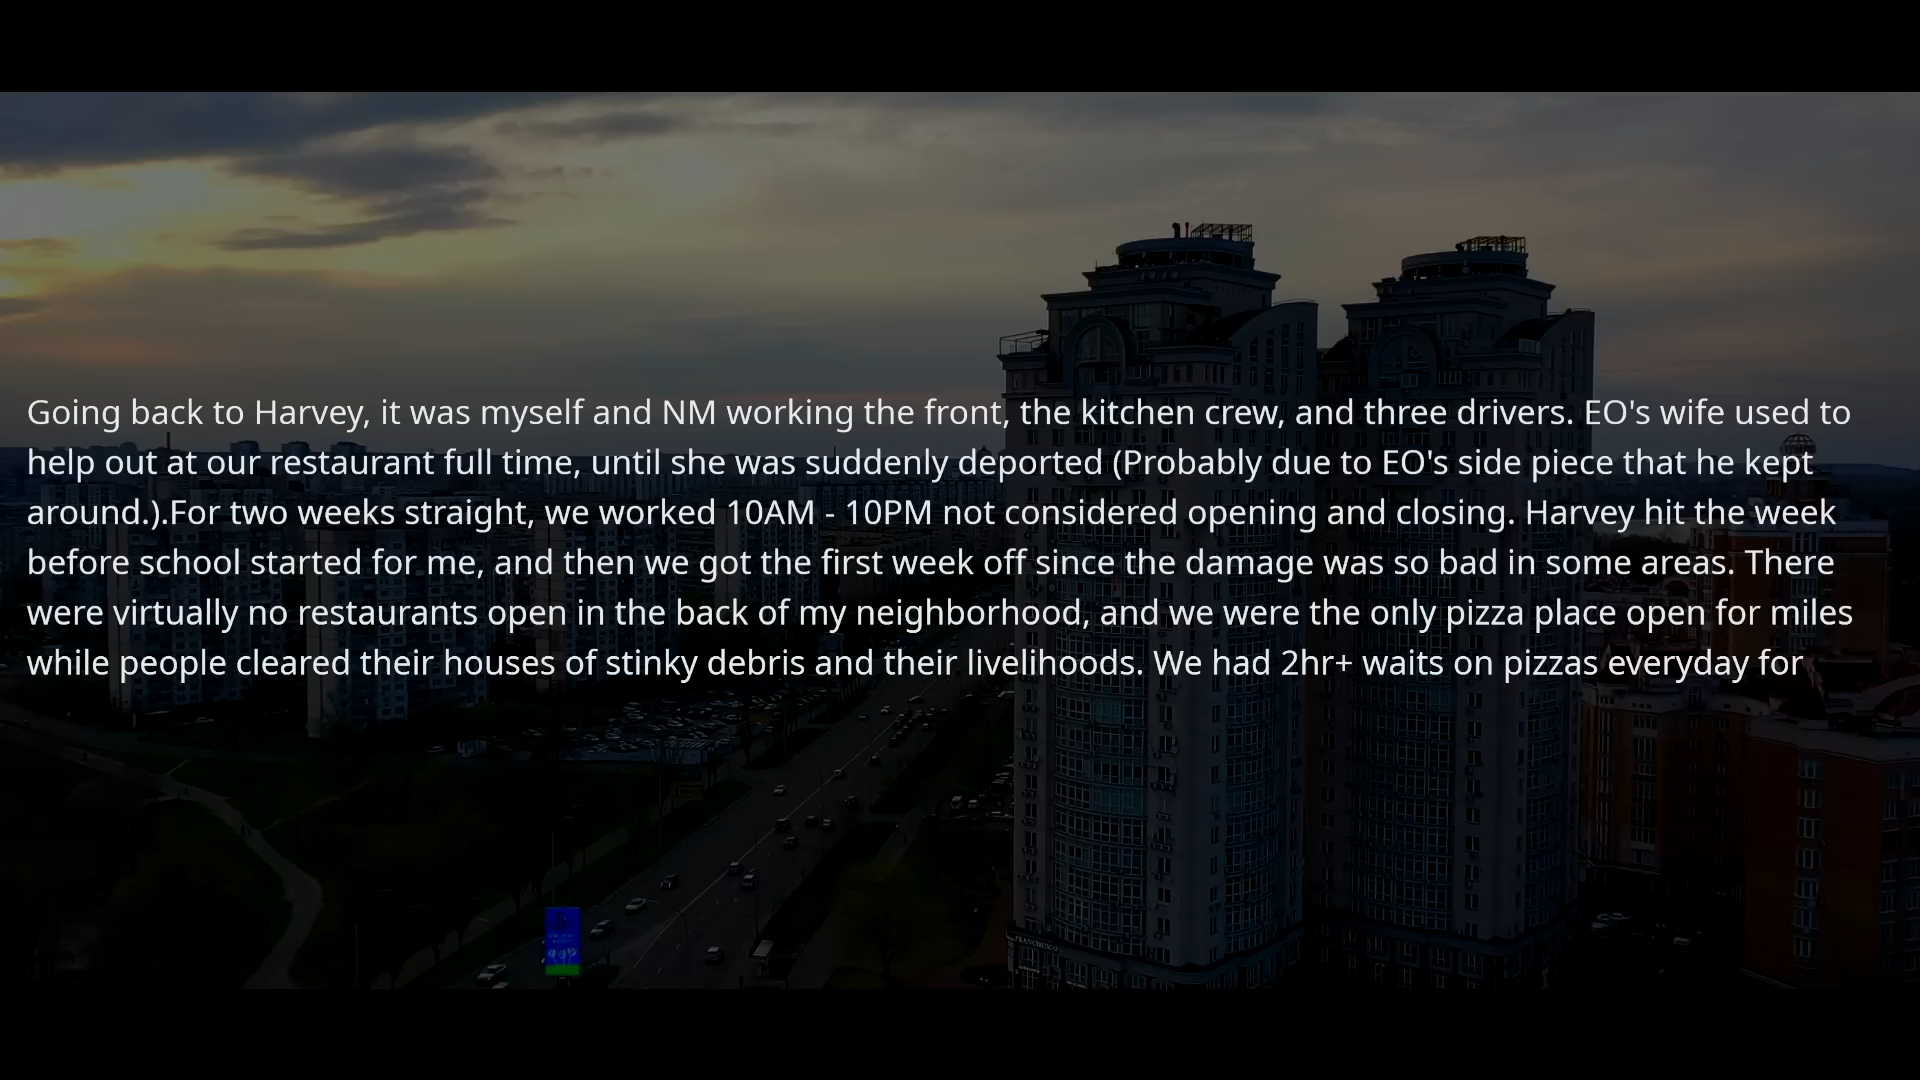 Going back to Harvey, it was myself and NM working the front, the kitchen crew, and three drivers. EO's wife used to
help out at our restaurant full time, until she was suddenly deported (Probably due to EO's side piece that he kept
around.).For two weeks straight, we worked 10AM - 10PM not considered opening and closing. Harvey hit the week
before school started for me, and then we got the first week off since the damage was so bad in some areas. There
were virtually no restaurants open in the back of my neighborhood, and we were the only pizza place open for miles
while people cleared their houses of stinky debris and their livelihoods. We had 2hr+ waits on pizzas everyday for